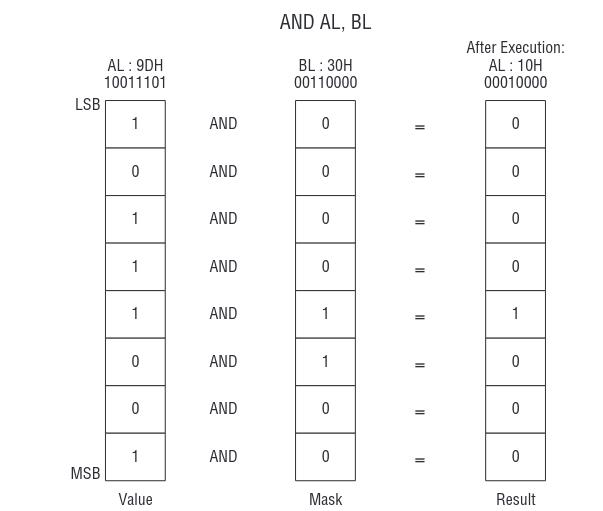 AND AL, BL
After Execution:
AL : 9DH BL : 30H AL : 10H
10011101 00110000 00010000
LSB
1 AND 0 = 0
0 AND 0 = 0
1 AND 0 = 0
1 AND 0 = 0
1 AND 1 = 1
0 AND 1 = 0
0 AND 0 = 0
1 AND 0 = 0
MSB
Value Mask Result